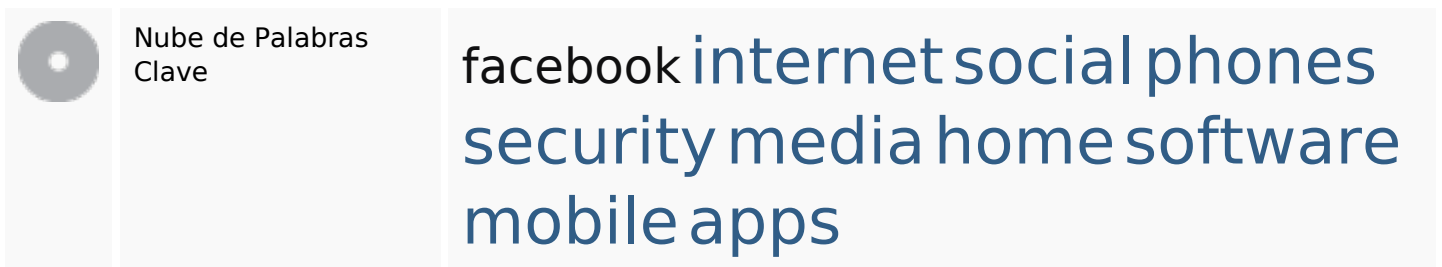 Nube de Palabras
Clave
facebook internet social phones
security media home software
mobile apps